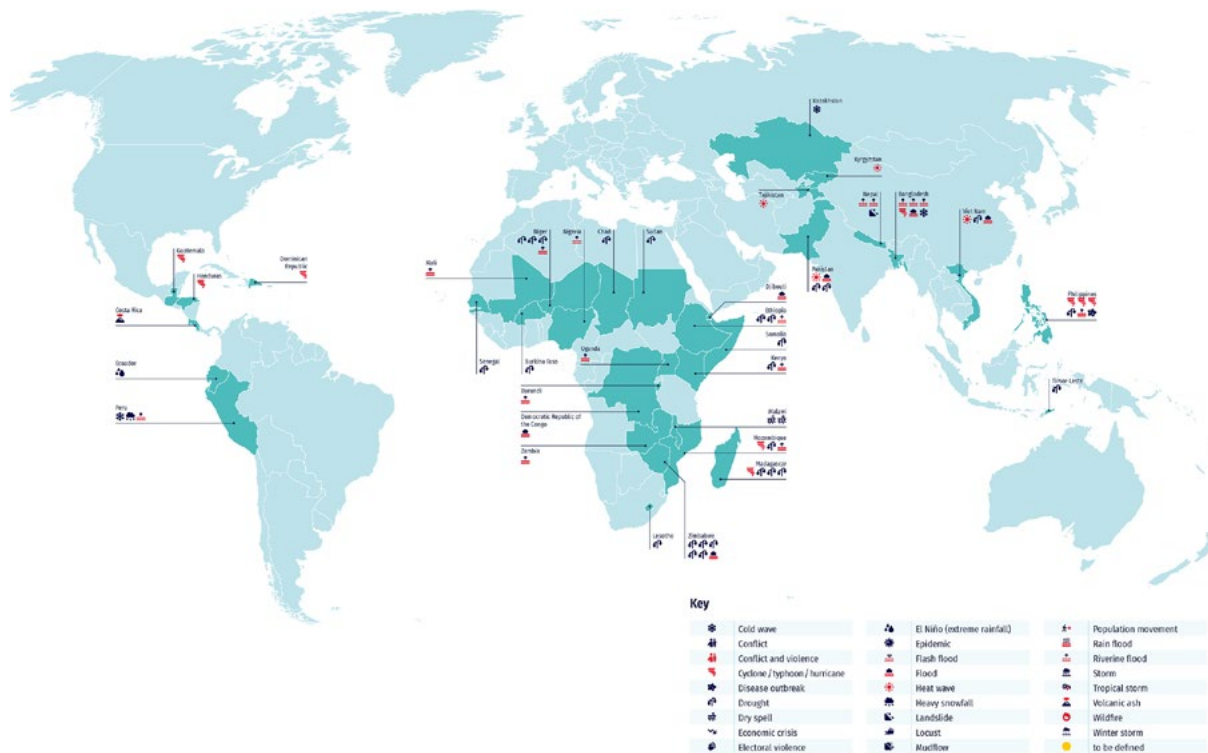 Kazakhstan
Kyrgyzstan
Tajikistan
Nepal
Bangladesh
Viet Nam
Pakistan
Guatemala
Dominican
Republic
Honduras
Costa Rica
Ecuador
Peru
Mali
Niger
Nigeria
Chad
Sudan
Djibouti
Ethiopia
Somalia
Kenya
Philippines
Timor-Leste
Senegal
Burkina Faso
Uganda
Burundi
Democratic Republic of
the Congo
Zambia
Malawi
Mozambique
Madagascar
Lesotho
Zimbabwe
Key
Cold wave
Conflict
Conflict and violence
Cyclone / typhoon / hurricane
Disease outbreak
Drought
Dry spell
Economic crisis
Electoral violence
El Niño (extreme rainfall)
Epidemic
Flash flood
Flood
Heat wave
Heavy snowfall
Landslide
Locust
Mudflow
Population movement
Rain flood
Riverine flood
Storm
Tropical storm
Volcanic ash
Wildfire
Winter storm
to be defined